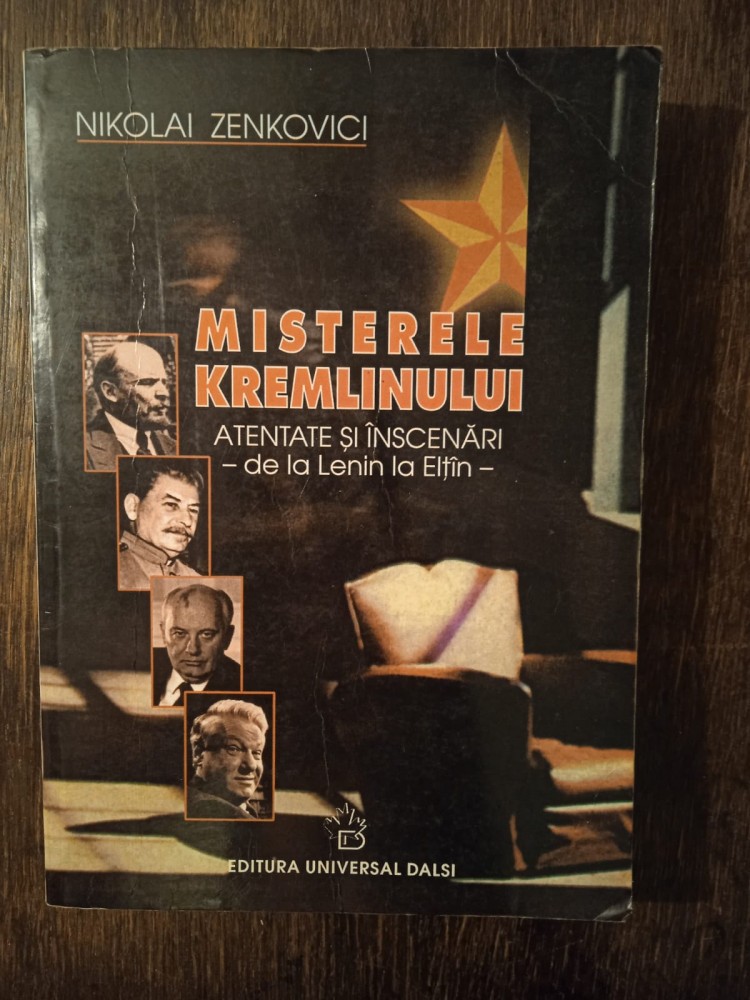 NIKOLAI ZENKOVICI
MISTERELE
KREMLINULUI
ATENTATE ȘI ÎNSCENĂRI
– de la Lenin la Elțîn –
EDITURA UNIVERSAL DALSI